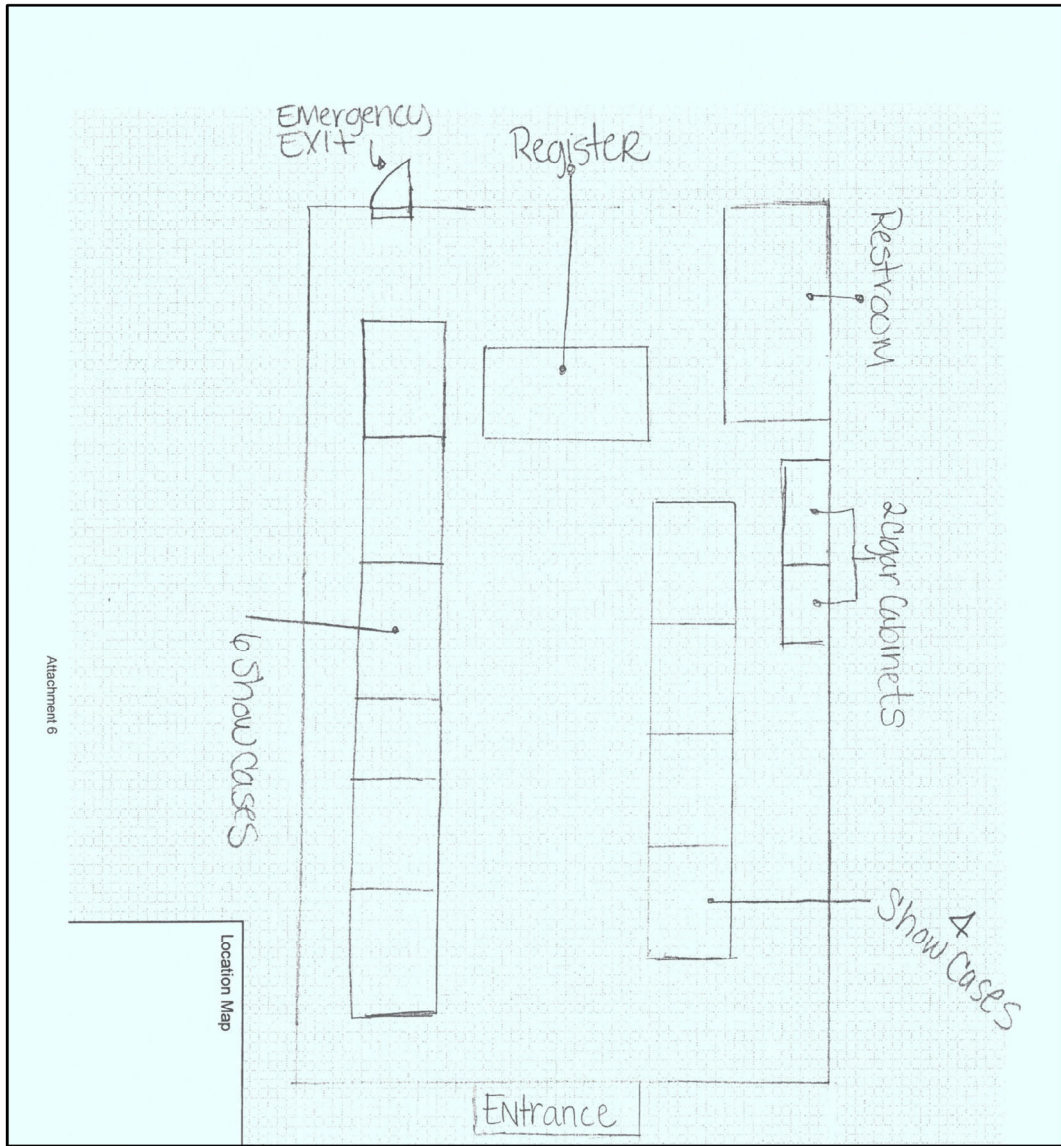 Emergency
EXit
Register
Restroom
2 Cigar Cabinets
6 Show Cases
4
Show Cases
Entrance
Attachment 6
Location Map